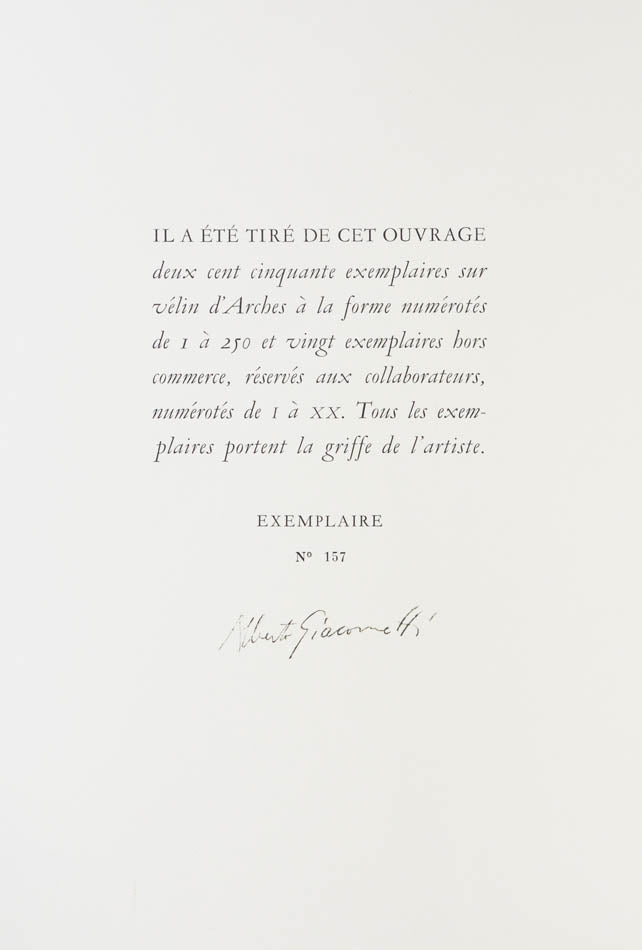 IL A ÉTÉ TIRÉ DE CET OUVRAGE
deux cent cinquante exemplaires sur
vélin d'Arches à la forme numérotés
de 1 à 250 et vingt exemplaires hors
commerce, réservés aux collaborateurs,
numérotés de I à XX. Tous les exem-
plaires portent la griffe de l'artiste.
EXEMPLAIRE
Nº 157
Alberto Giacometti